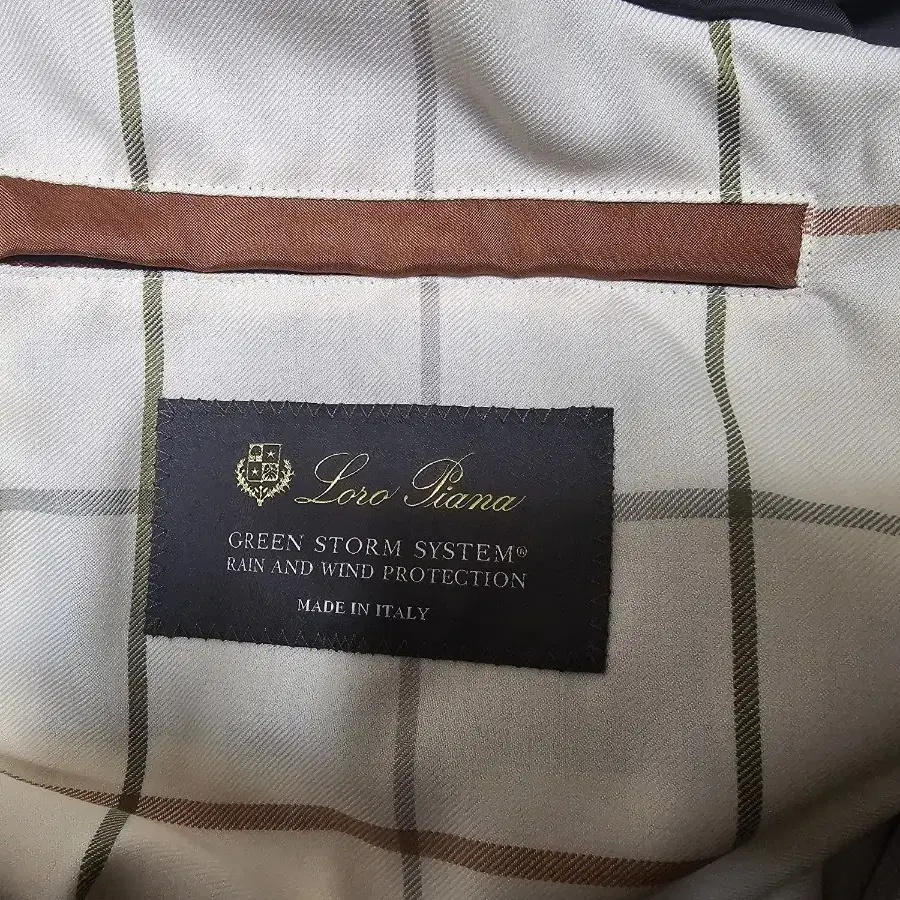 Loro Piana
GREEN STORM SYSTEM®
RAIN AND WIND PROTECTION
MADE IN ITALY